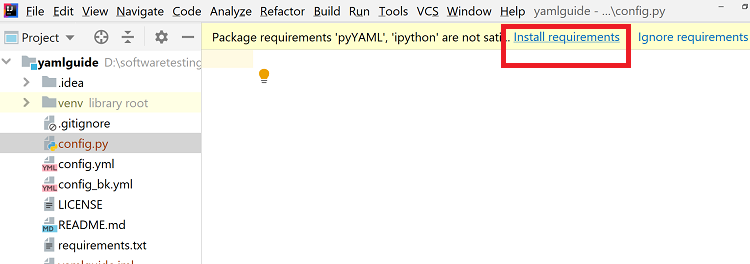 File Edit View Navigate Code Analyze Refactor Build Run Tools VCS Window Help yamlguide - ...\config.py
Project
Package requirements 'pyYAML', 'ipython' are not sati... Install requirements Ignore requirements
yamlguide D:\softwaretesting
.idea
venv library root
.gitignore
config.py
YML config.yml
YML config_bk.yml
LICENSE
MD README.md
requirements.txt
yamlguide.iml